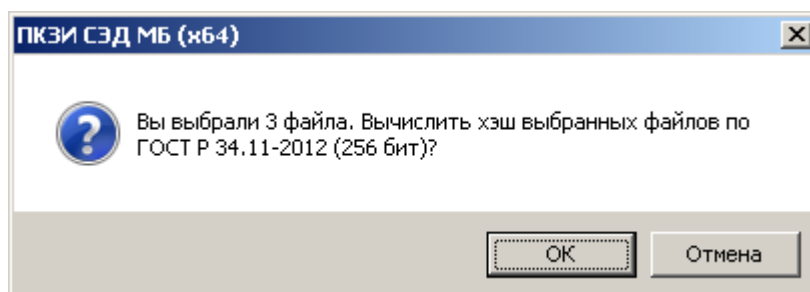 ПКЗИ СЭД МБ (x64)
Вы выбрали 3 файла. Вычислить хэш выбранных файлов по
ГОСТ Р 34.11-2012 (256 бит)?
ОК
Отмена